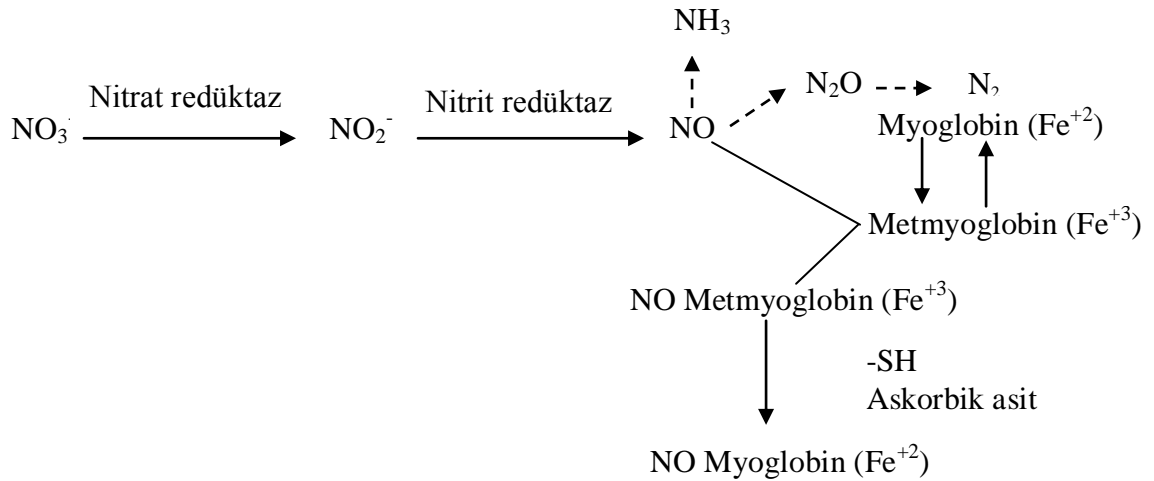 NH₃
N₂O N₂
Nitrat redüktaz Nitrit redüktaz
NO₃⁻ NO₂⁻ NO Myoglobin (Fe⁺²)
Metmyoglobin (Fe⁺³)
NO Metmyoglobin (Fe⁺³)
-SH
Askorbik asit
NO Myoglobin (Fe⁺²)